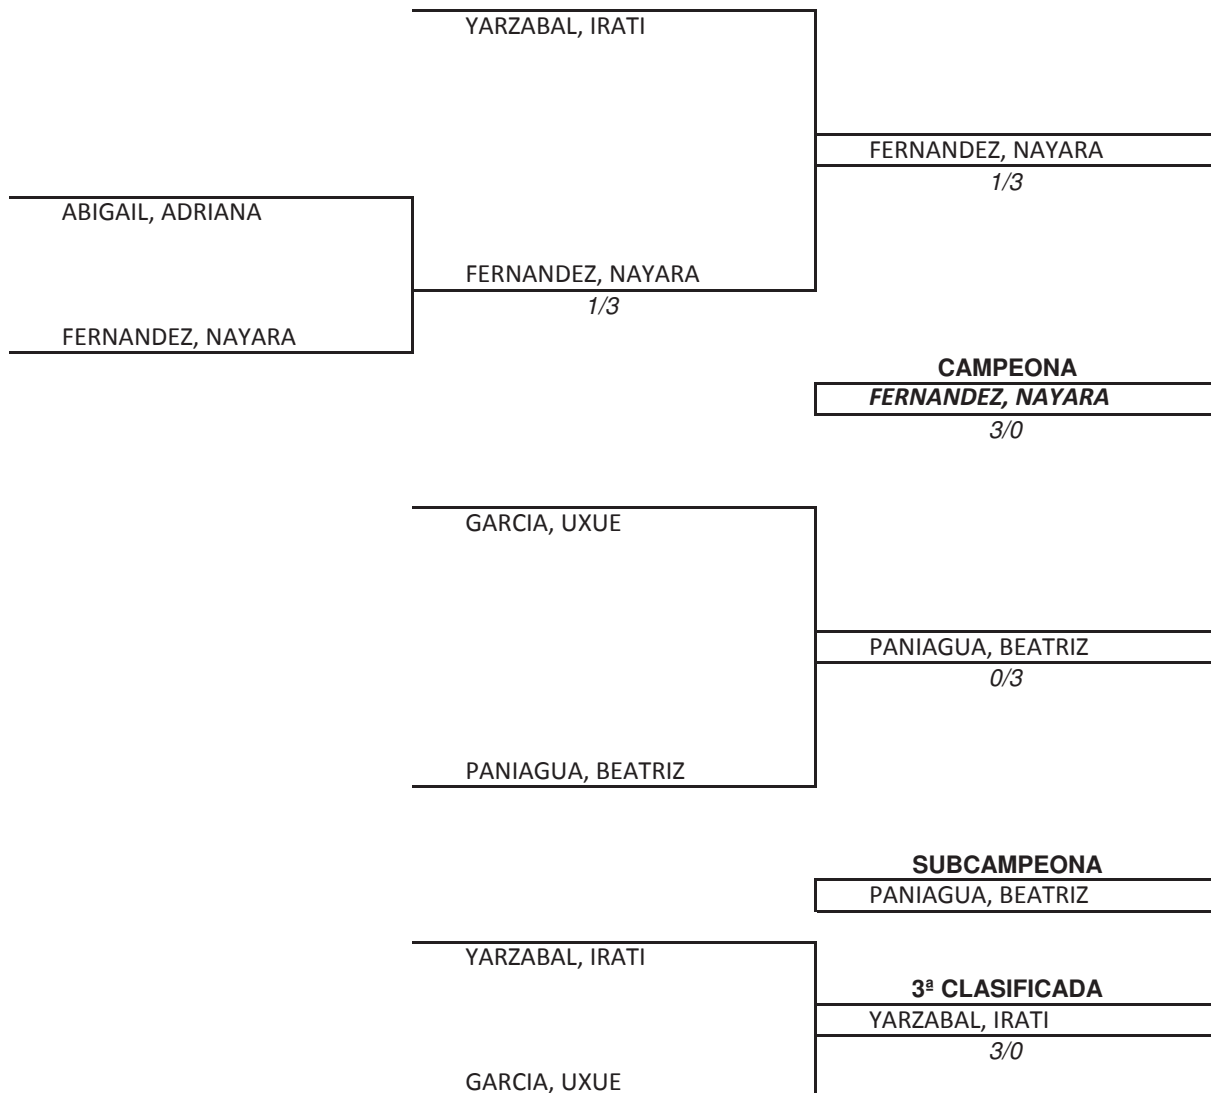 YARZABAL, IRATI
FERNANDEZ, NAYARA
1/3
ABIGAIL, ADRIANA
FERNANDEZ, NAYARA
1/3
FERNANDEZ, NAYARA
CAMPEONA
FERNANDEZ, NAYARA
3/0
GARCIA, UXUE
PANIAGUA, BEATRIZ
0/3
PANIAGUA, BEATRIZ
SUBCAMPEONA
PANIAGUA, BEATRIZ
YARZABAL, IRATI
3ª CLASIFICADA
YARZABAL, IRATI
3/0
GARCIA, UXUE